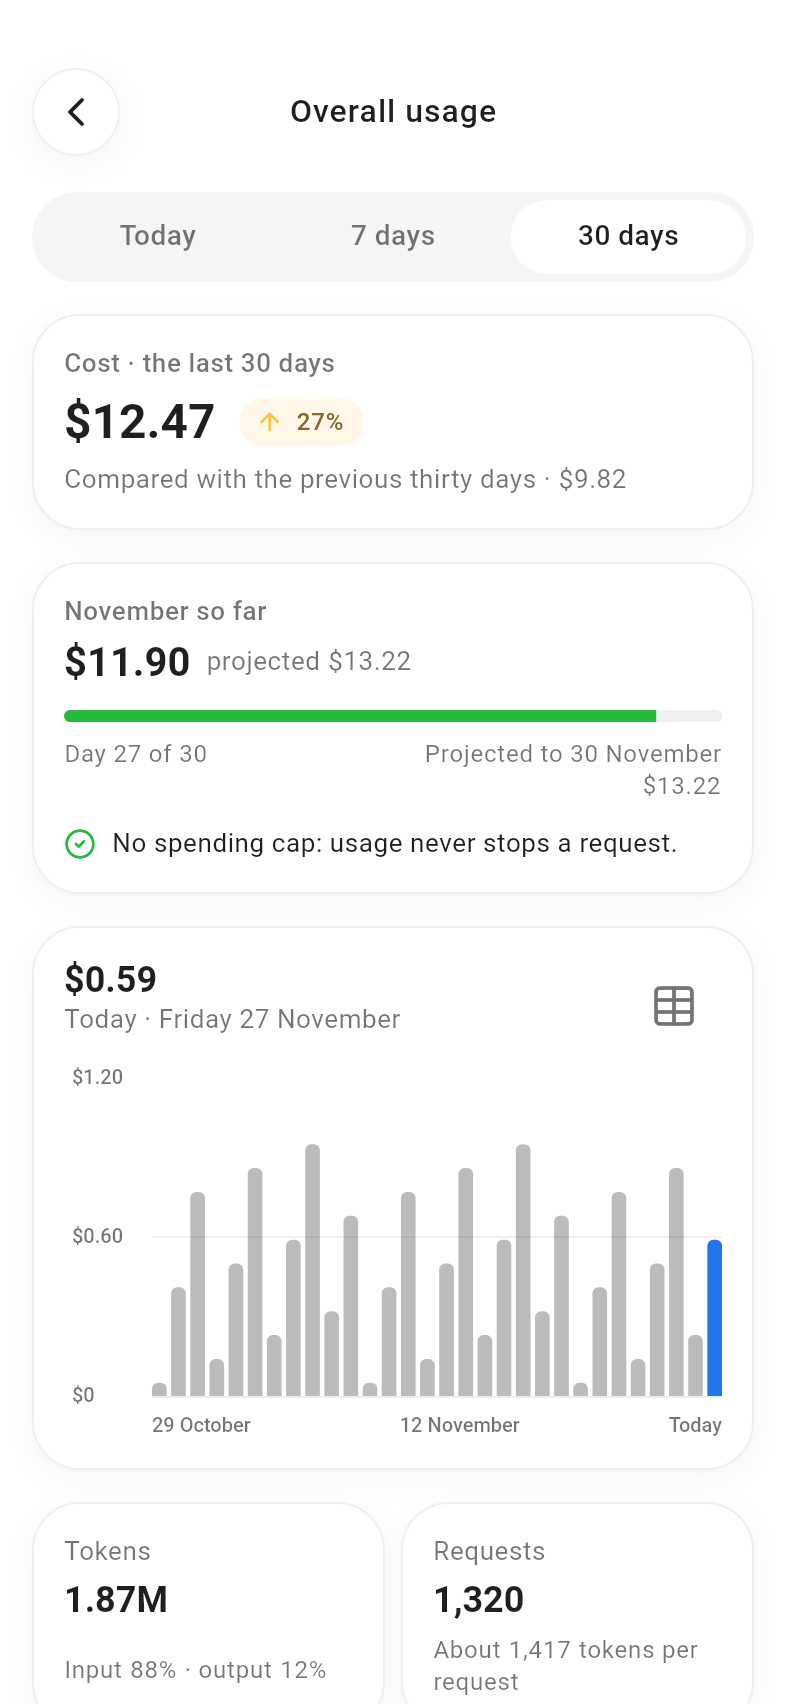 Overall usage
Today
7 days
30 days
Cost · the last 30 days
$12.47
27%
Compared with the previous thirty days · $9.82
November so far
$11.90 projected $13.22
Day 27 of 30
Projected to 30 November
$13.22
No spending cap: usage never stops a request.
$0.59
Today · Friday 27 November
$1.20
$0.60
$0
29 October
12 November
Today
Tokens
1.87M
Input 88% · output 12%
Requests
1,320
About 1,417 tokens per
request